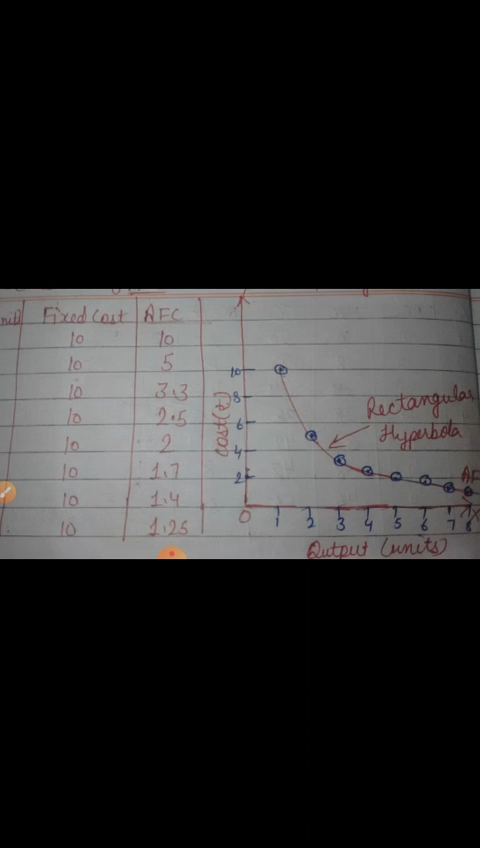 Fixed Cost AFC
10 10
10 5
10 3.3
10 2.5
10 2
10 1.7
10 1.4
10 1.25
Cost(₹)
10
8
6
4
2
0 1 2 3 4 5 6 7 8 X
Rectangular
Hyperbola
AF
Output (units)